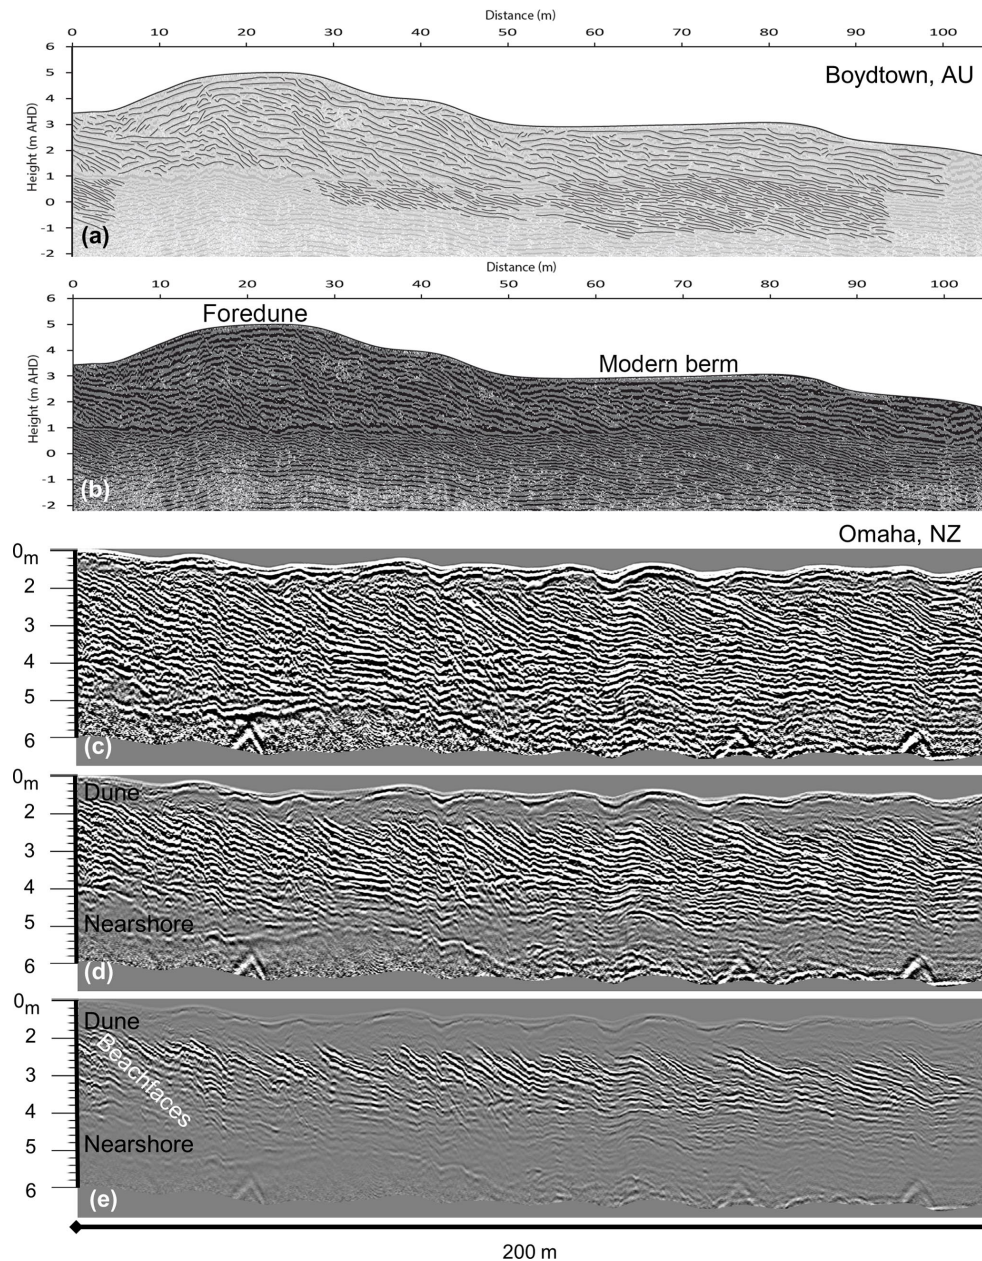 Distance (m)
0 10 20 30 40 50 60 70 80 90 100
6
Boydtown, AU
5
4
3
2
1
0
-1
-2
Height (m AHD)
(a)
Distance (m)
0 10 20 30 40 50 60 70 80 90 100
6
Foredune
5
4
Modern berm
3
2
1
0
-1
-2
Height (m AHD)
(b)
Omaha, NZ
0m
2
3
4
5
6
(c)
0m
Dune
2
3
4
Nearshore
5
6
(d)
0m
Dune
2
Beachfaces
3
4
Nearshore
5
6
(e)
200 m